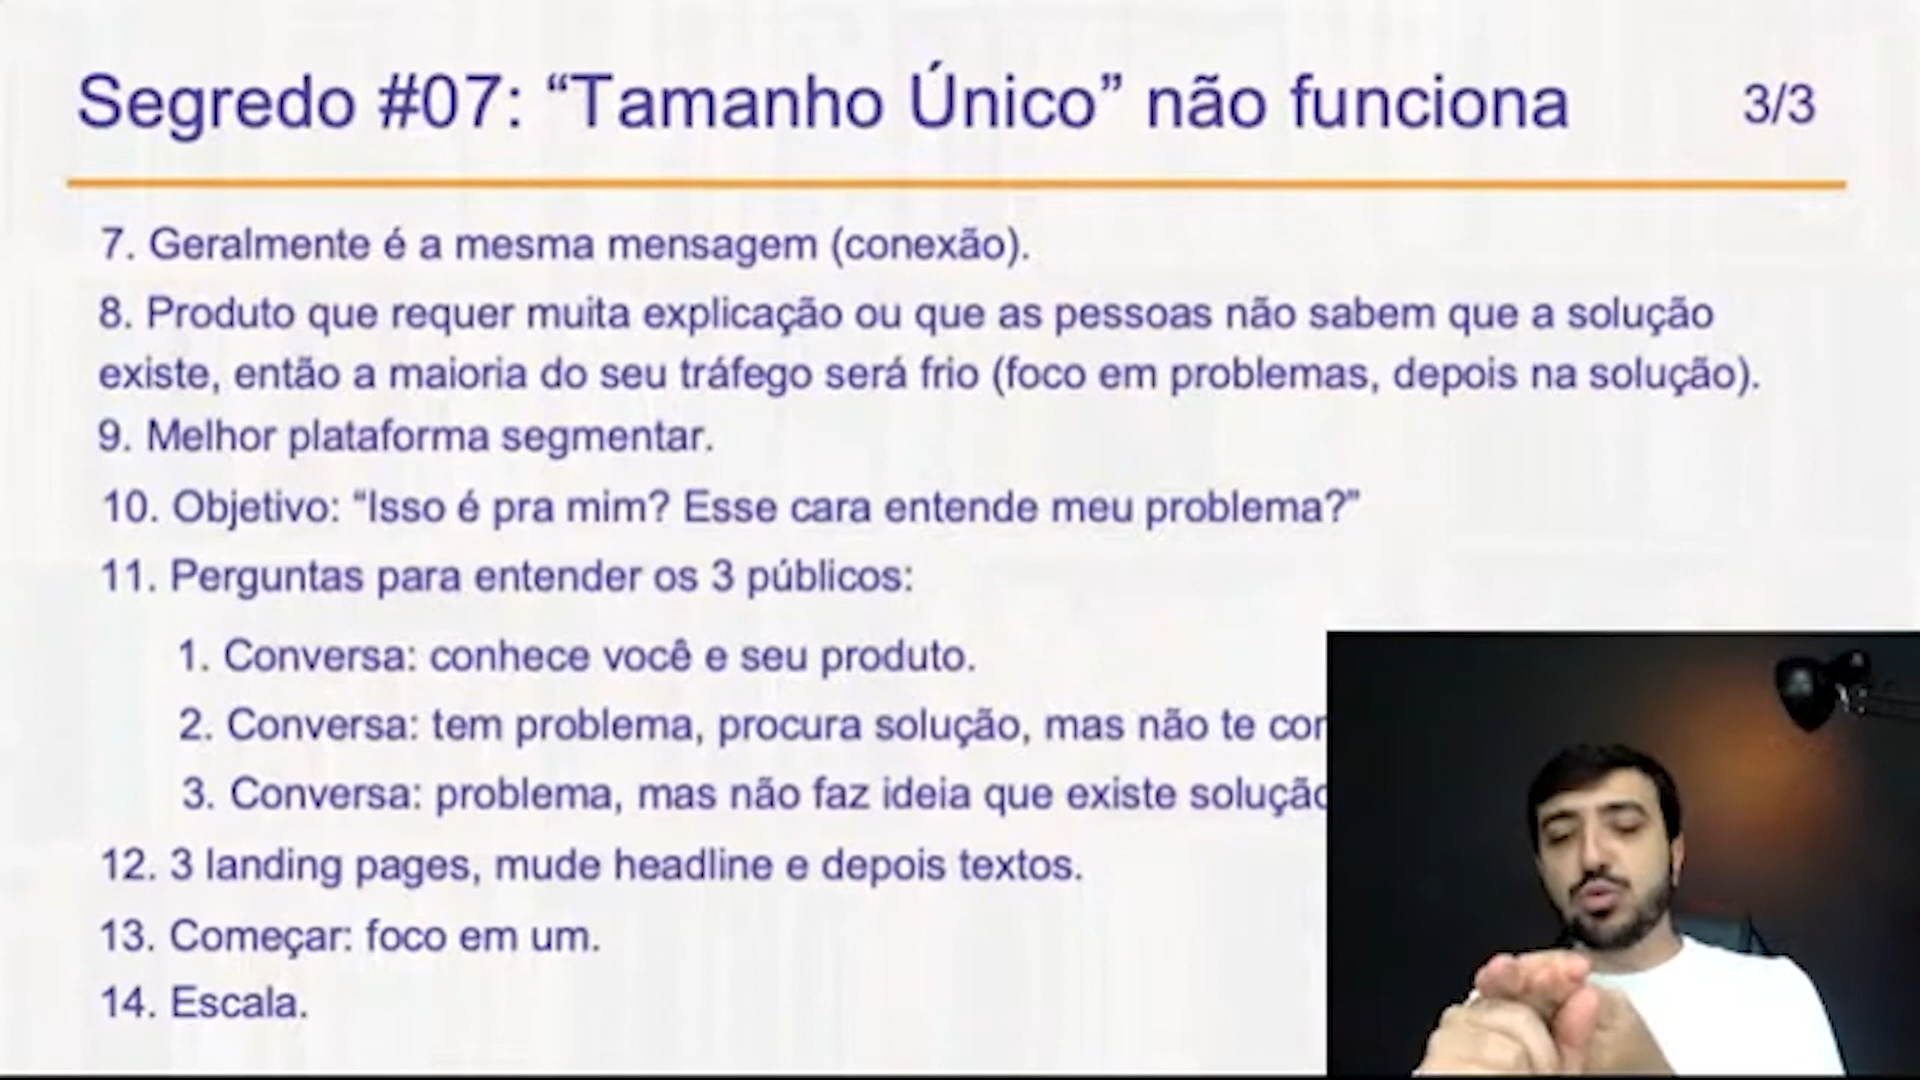 Segredo #07: “Tamanho Único” não funciona 3/3
7. Geralmente é a mesma mensagem (conexão).
8. Produto que requer muita explicação ou que as pessoas não sabem que a solução
existe, então a maioria do seu tráfego será frio (foco em problemas, depois na solução).
9. Melhor plataforma segmentar.
10. Objetivo: “Isso é pra mim? Esse cara entende meu problema?”
11. Perguntas para entender os 3 públicos:
1. Conversa: conhece você e seu produto.
2. Conversa: tem problema, procura solução, mas não te
3. Conversa: problema, mas não faz ideia que existe solução
12. 3 landing pages, mude headline e depois textos.
13. Começar: foco em um.
14. Escala.